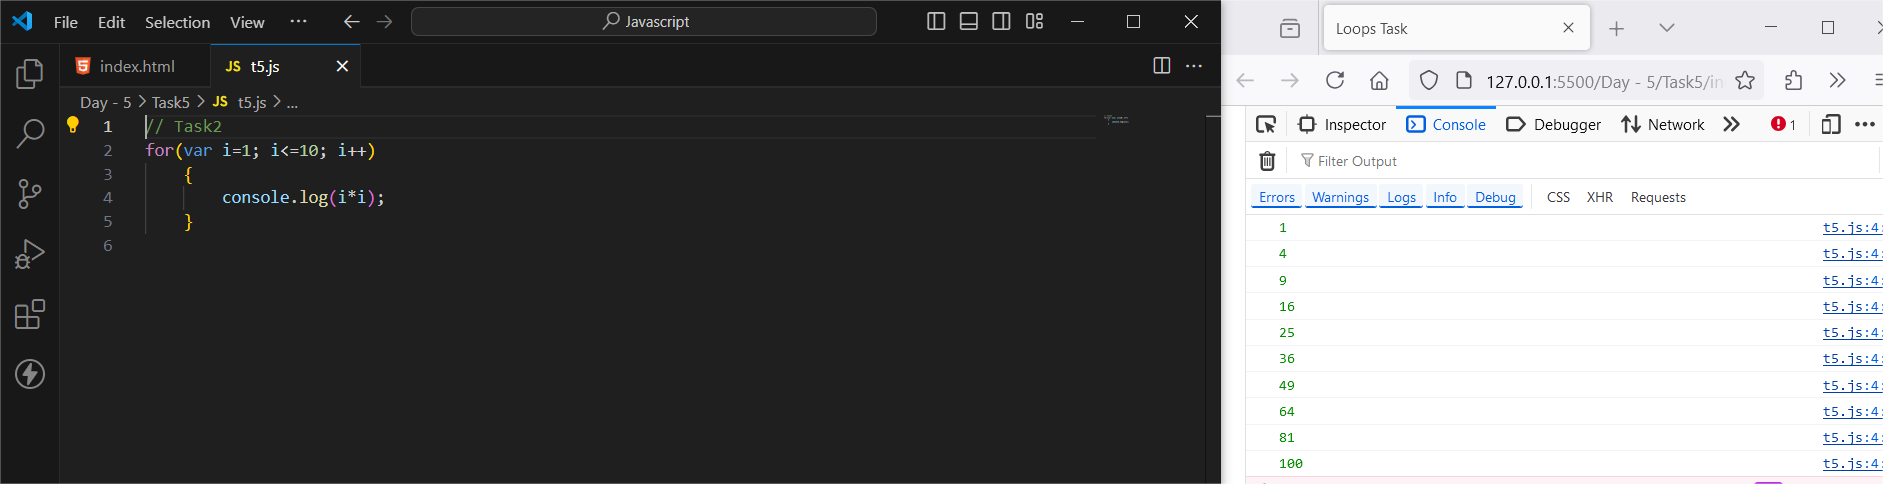 File Edit Selection View ··· Javascript
index.html
JS t5.js
Day - 5 > Task5 > JS t5.js > ...
1 // Task2
2 for(var i=1; i<=10; i++)
3 {
4 console.log(i*i);
5 }
6
Loops Task
127.0.0.1:5500/Day - 5/Task5/in
Inspector Console Debugger Network 1
Filter Output
Errors Warnings Logs Info Debug CSS XHR Requests
1 t5.js:4:
4 t5.js:4:
9 t5.js:4:
16 t5.js:4:
25 t5.js:4:
36 t5.js:4:
49 t5.js:4:
64 t5.js:4:
81 t5.js:4:
100 t5.js:4: